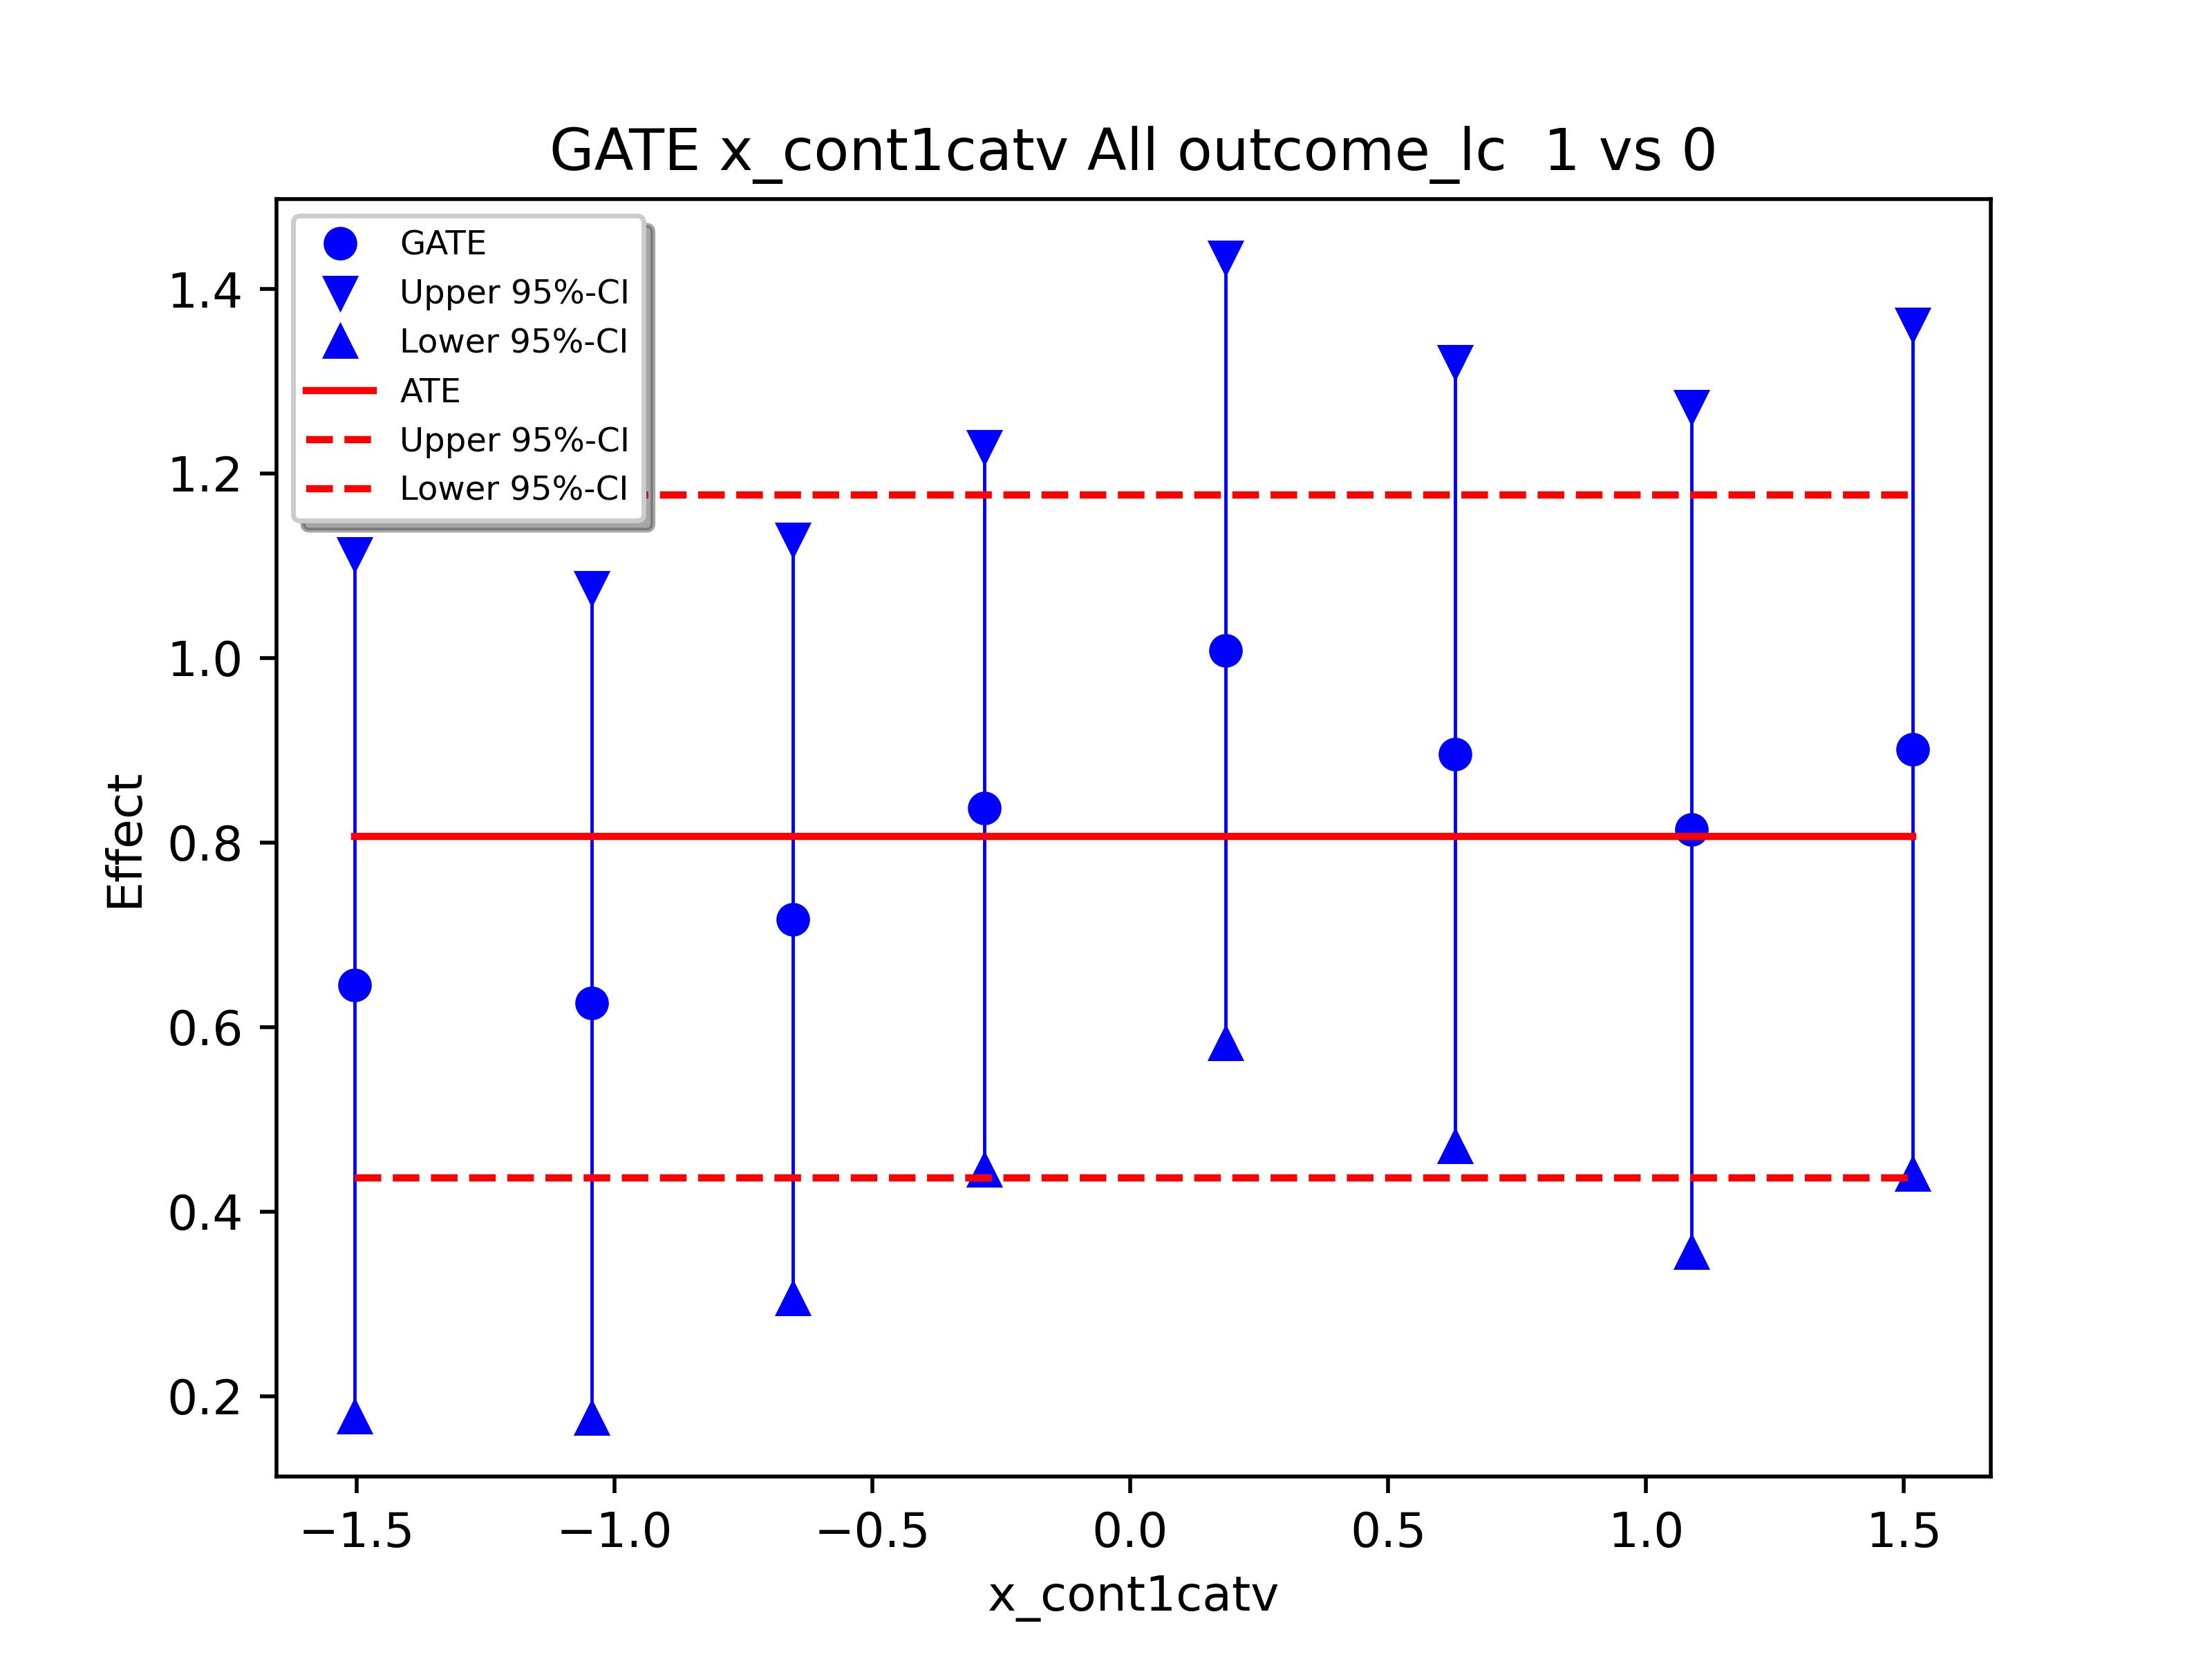 GATE x_cont1catv All outcome_lc  1 vs 0
GATE
Upper 95%-CI
Lower 95%-CI
ATE
Upper 95%-CI
Lower 95%-CI
Effect
1.4
1.2
1.0
0.8
0.6
0.4
0.2
−1.5
−1.0
−0.5
0.0
0.5
1.0
1.5
x_cont1catv